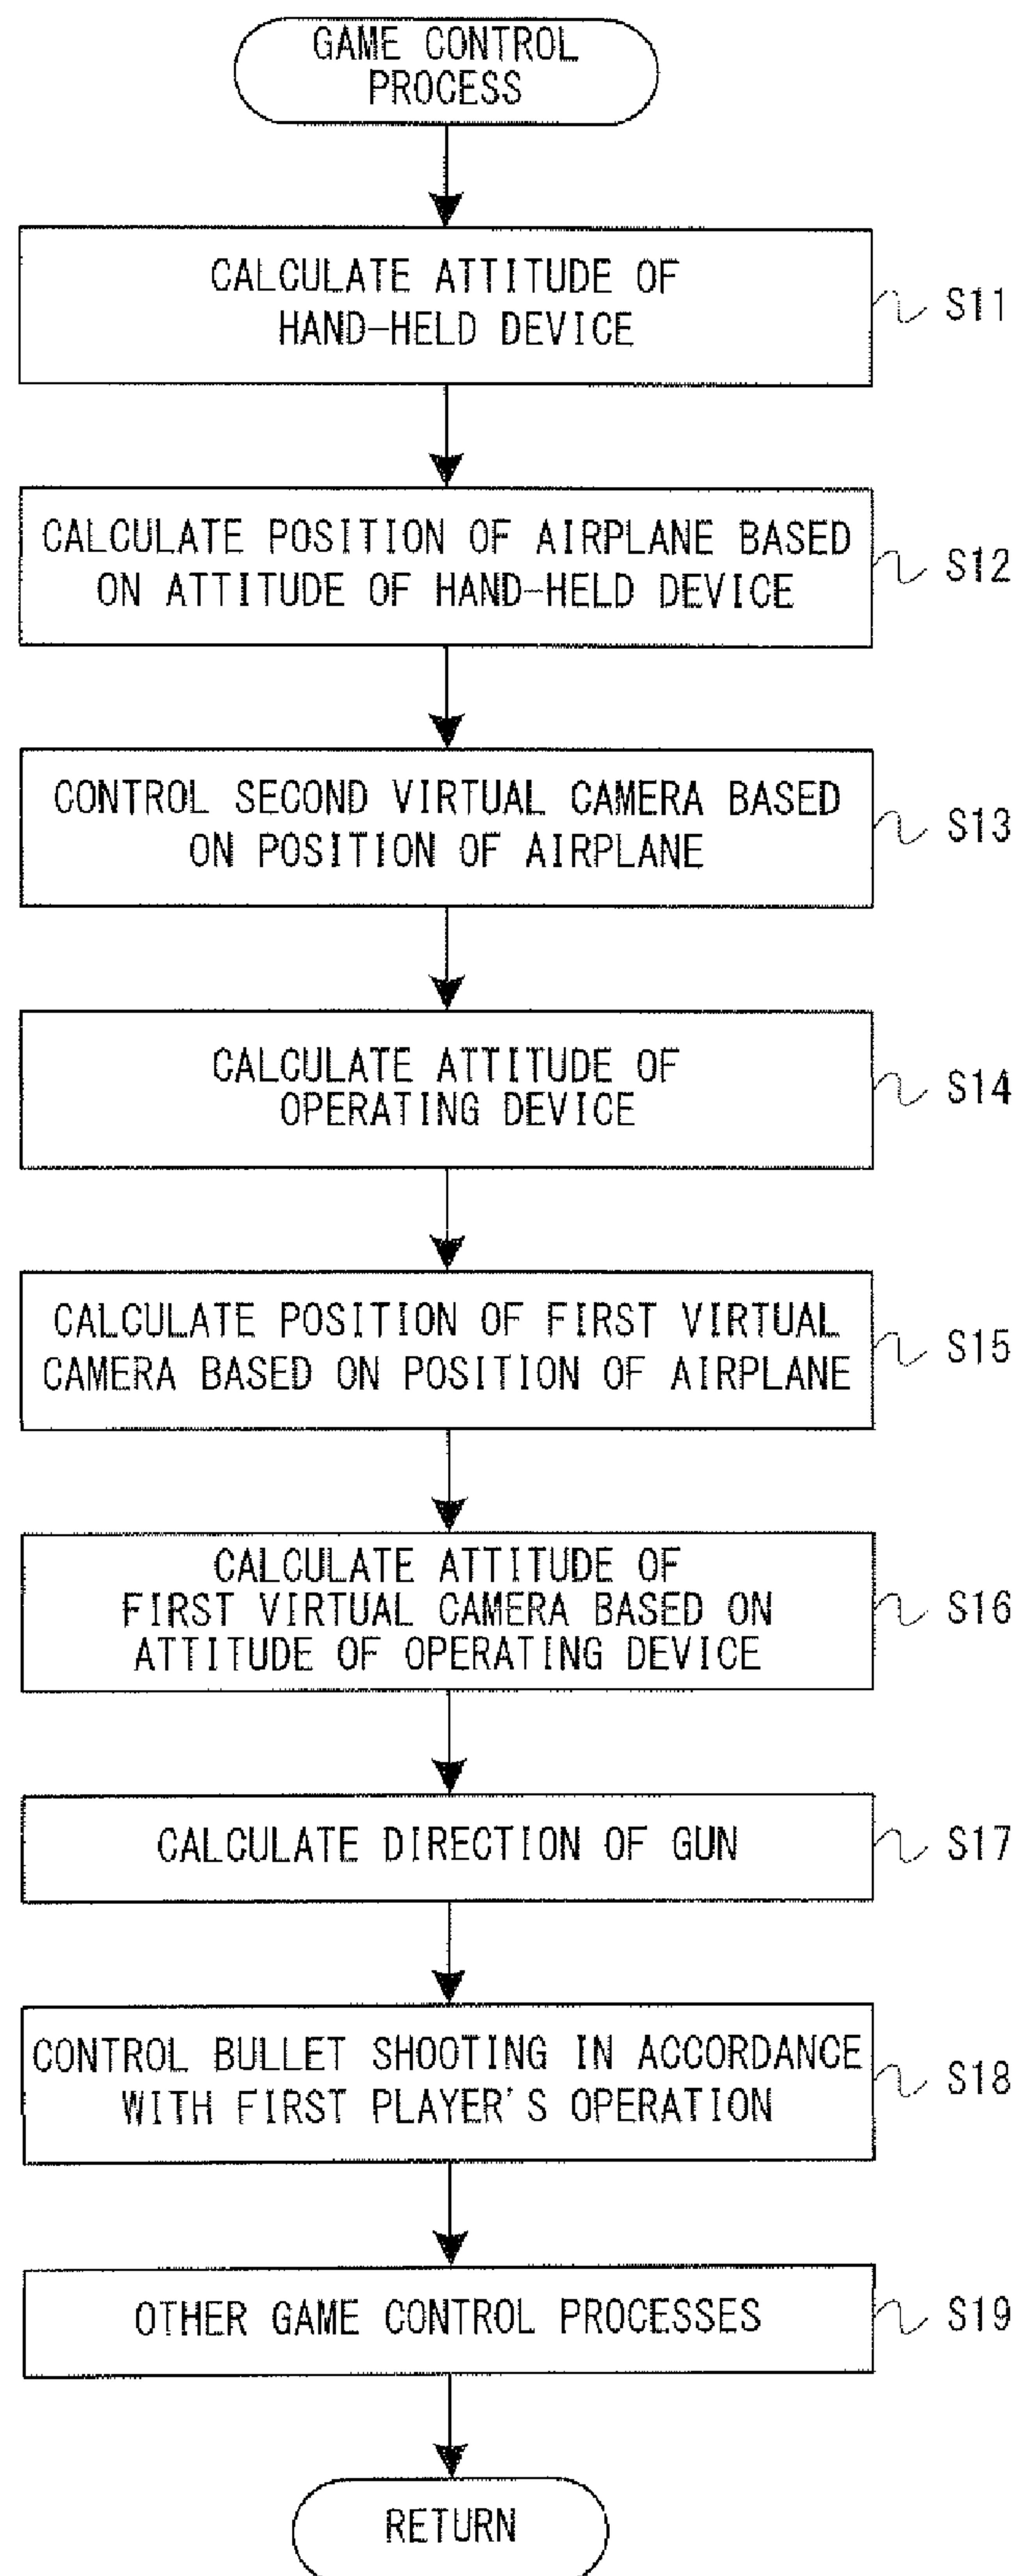 GAME CONTROL
PROCESS
CALCULATE ATTITUDE OF
HAND-HELD DEVICE
S11
CALCULATE POSITION OF AIRPLANE BASED
ON ATTITUDE OF HAND-HELD DEVICE
S12
CONTROL SECOND VIRTUAL CAMERA BASED
ON POSITION OF AIRPLANE
S13
CALCULATE ATTITUDE OF
OPERATING DEVICE
S14
CALCULATE POSITION OF FIRST VIRTUAL
CAMERA BASED ON POSITION OF AIRPLANE
S15
CALCULATE ATTITUDE OF
FIRST VIRTUAL CAMERA BASED ON
ATTITUDE OF OPERATING DEVICE
S16
CALCULATE DIRECTION OF GUN
S17
CONTROL BULLET SHOOTING IN ACCORDANCE
WITH FIRST PLAYER'S OPERATION
S18
OTHER GAME CONTROL PROCESSES
S19
RETURN